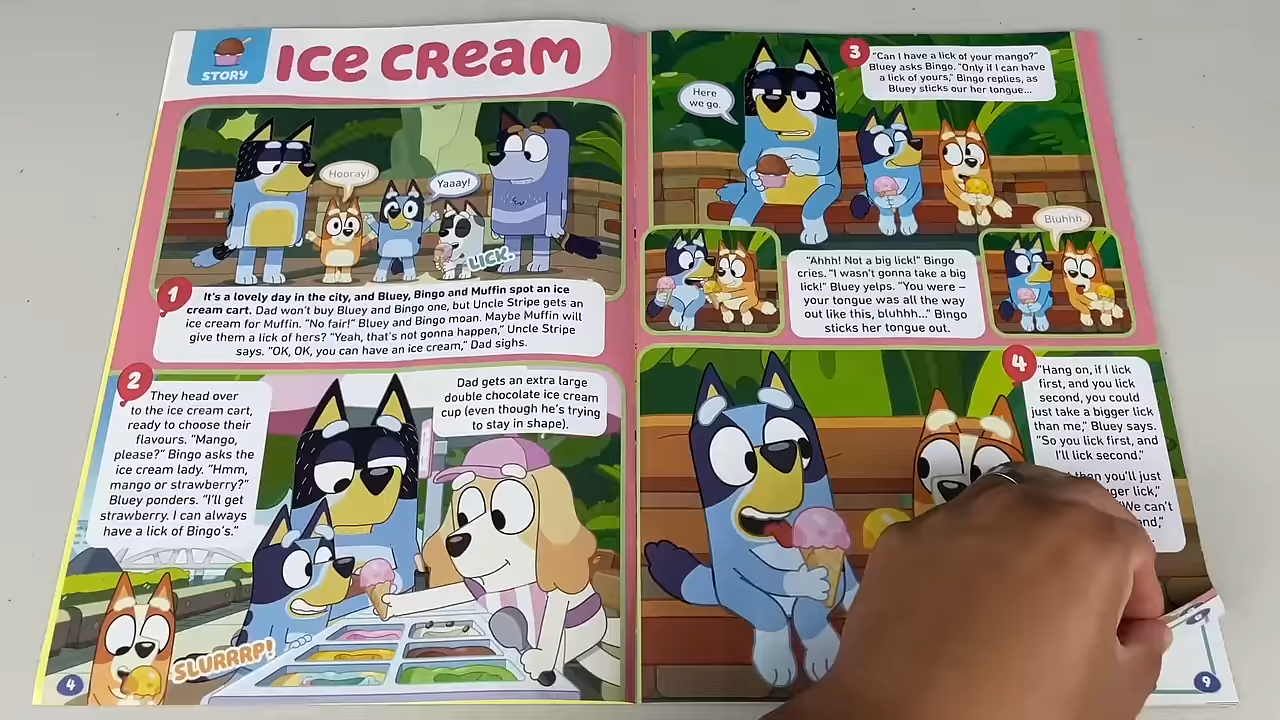 STORY
ICE CREAM
Hooray!
Yaaay!
LICK.
1
It's a lovely day in the city, and Bluey, Bingo and Muffin spot an ice
cream cart. Dad won't buy Bluey and Bingo one, but Uncle Stripe gets an
ice cream for Muffin. "No fair!" Bluey and Bingo moan. Maybe Muffin will
give them a lick of hers? "Yeah, that's not gonna happen," Uncle Stripe
says. "OK, OK, you can have an ice cream," Dad sighs.
2
They head over
to the ice cream cart,
ready to choose their
flavours. "Mango,
please?" Bingo asks the
ice cream lady. "Hmm,
mango or strawberry?"
Bluey ponders. "I'll get
strawberry. I can always
have a lick of Bingo's."
Dad gets an extra large
double chocolate ice cream
cup (even though he's trying
to stay in shape).
SLURRRP!
4
3
"Can I have a lick of your mango?"
Bluey asks Bingo. "Only if I can have
a lick of yours," Bingo replies, as
Bluey sticks our her tongue...
Here
we go.
Bluhhh.
"Ahhh! Not a big lick!" Bingo
cries. "I wasn't gonna take a big
lick!" Bluey yelps. "You were –
your tongue was all the way
out like this, bluhhh..." Bingo
sticks her tongue out.
4
"Hang on, if I lick
first, and you lick
second, you could
just take a bigger lick
than me," Bluey says.
"So you lick first, and
I'll lick second."
then you'll just
lick,"
We can't
9